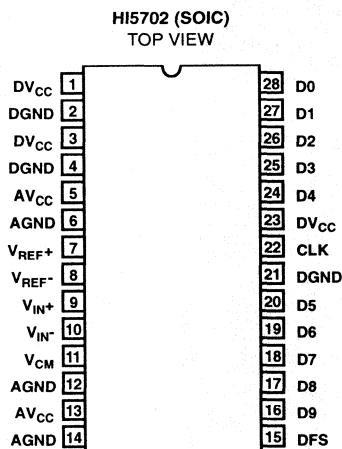 HI5702 (SOIC)
TOP VIEW
DVCC 1 28 D0
DGND 2 27 D1
DVCC 3 26 D2
DGND 4 25 D3
AVCC 5 24 D4
AGND 6 23 DVCC
VREF+ 7 22 CLK
VREF- 8 21 DGND
VIN+ 9 20 D5
VIN- 10 19 D6
VCM 11 18 D7
AGND 12 17 D8
AVCC 13 16 D9
AGND 14 15 DFS